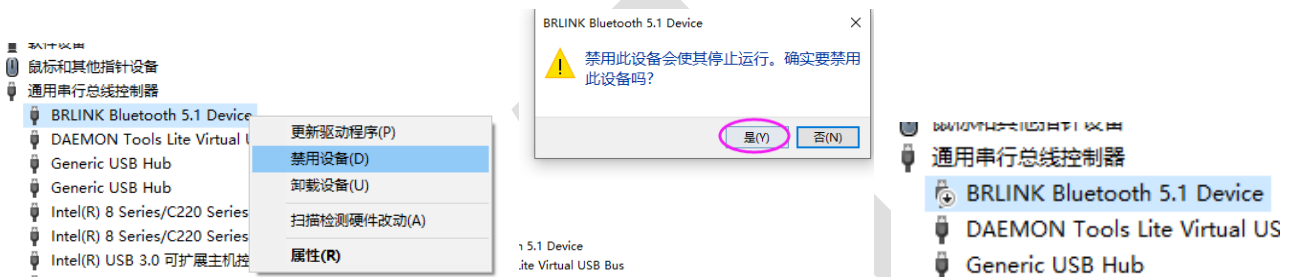 软件设备
鼠标和其他指针设备
通用串行总线控制器
BRLINK Bluetooth 5.1 Device
DAEMON Tools Lite Virtual
Generic USB Hub
Generic USB Hub
Intel(R) 8 Series/C220 Series
Intel(R) 8 Series/C220 Series
Intel(R) USB 3.0 可扩展主机控
更新驱动程序(P)
禁用设备(D)
卸载设备(U)
扫描检测硬件改动(A)
属性(R)
BRLINK Bluetooth 5.1 Device
禁用此设备会使其停止运行。确实要禁用
此设备吗?
是(Y)
否(N)
5.1 Device
ite Virtual USB Bus
鼠标和其他指针设备
通用串行总线控制器
BRLINK Bluetooth 5.1 Device
DAEMON Tools Lite Virtual US
Generic USB Hub